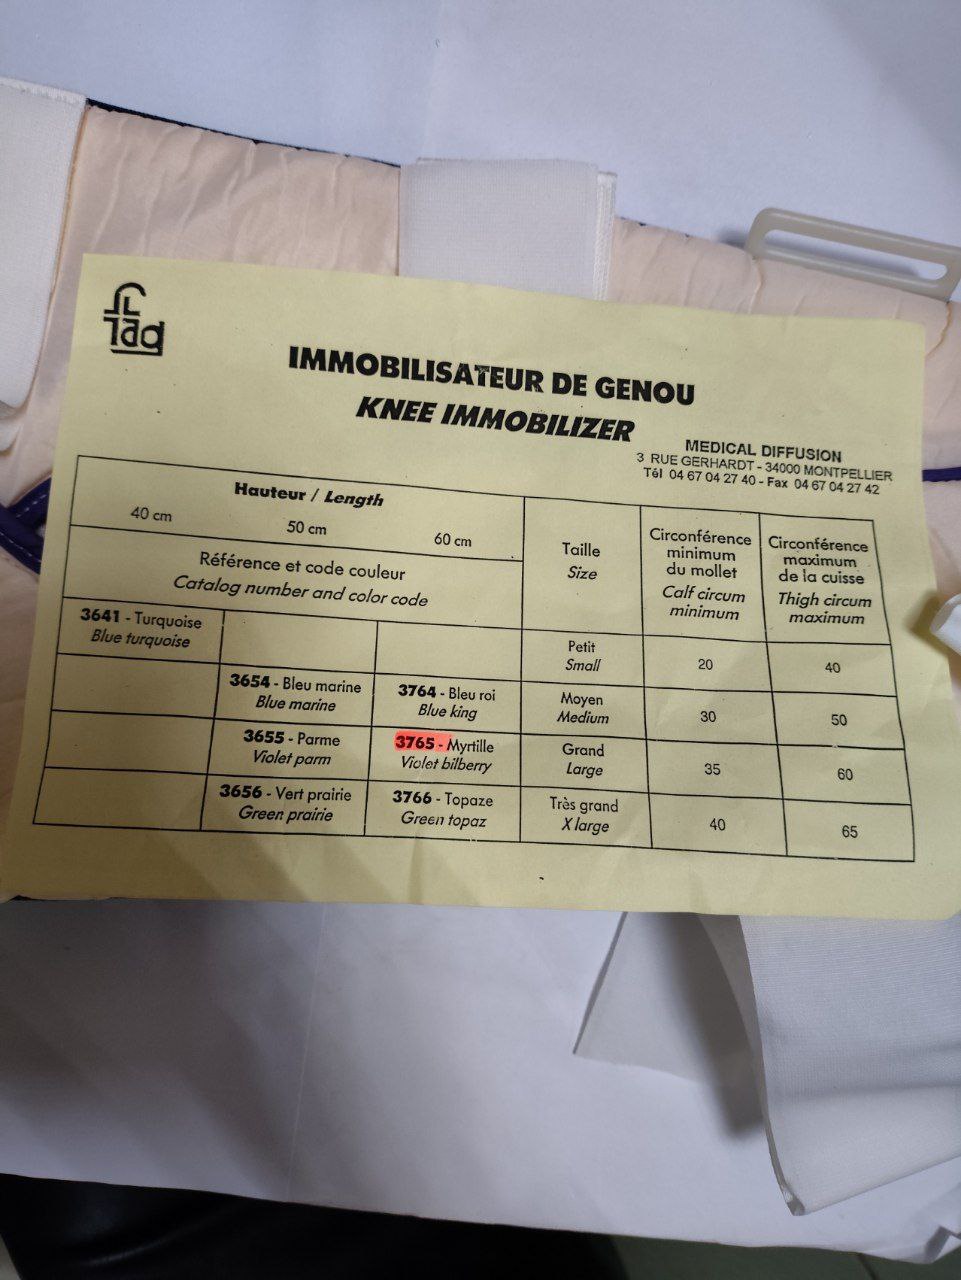 IMMOBILISATEUR DE GENOU
KNEE IMMOBILIZER
MEDICAL DIFFUSION
3 RUE GERHARDT - 34000 MONTPELLIER
Tél 04 67 04 27 40 - Fax 04 67 04 27 42
Hauteur / Length
40 cm 50 cm 60 cm
Référence et code couleur
Catalog number and color code
Taille
Size
Circonférence
minimum
du mollet
Calf circum
minimum
Circonférence
maximum
de la cuisse
Thigh circum
maximum
3641 - Turquoise
Blue turquoise
Petit
Small
20
40
3654 - Bleu marine
Blue marine
3764 - Bleu roi
Blue king
Moyen
Medium
30
50
3655 - Parme
Violet parm
3765 - Myrtille
Violet bilberry
Grand
Large
35
60
3656 - Vert prairie
Green prairie
3766 - Topaze
Green topaz
Très grand
X large
40
65